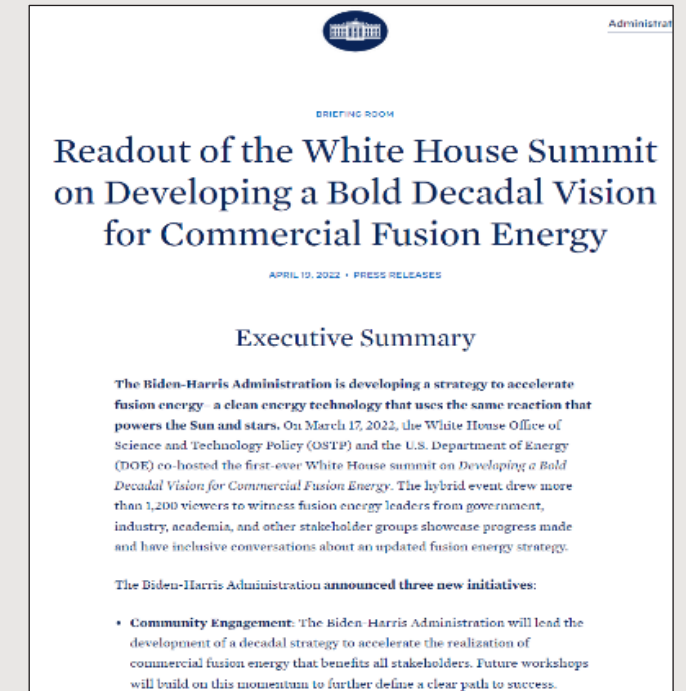 Administrat
BRIEFING ROOM
Readout of the White House Summit
on Developing a Bold Decadal Vision
for Commercial Fusion Energy
APRIL 19, 2022 • PRESS RELEASES
Executive Summary
The Biden-Harris Administration is developing a strategy to accelerate
fusion energy–a clean energy technology that uses the same reaction that
powers the Sun and stars. On March 17, 2022, the White House Office of
Science and Technology Policy (OSTP) and the U.S. Department of Energy
(DOE) co-hosted the first-ever White House summit on Developing a Bold
Decadal Vision for Commercial Fusion Energy. The hybrid event drew more
than 1,200 viewers to witness fusion energy leaders from government,
industry, academia, and other stakeholder groups showcase progress made
and have inclusive conversations about an updated fusion energy strategy.
The Biden-Harris Administration announced three new initiatives:
• Community Engagement: The Biden-Harris Administration will lead the
development of a decadal strategy to accelerate the realization of
commercial fusion energy that benefits all stakeholders. Future workshops
will build on this momentum to further define a clear path to success.